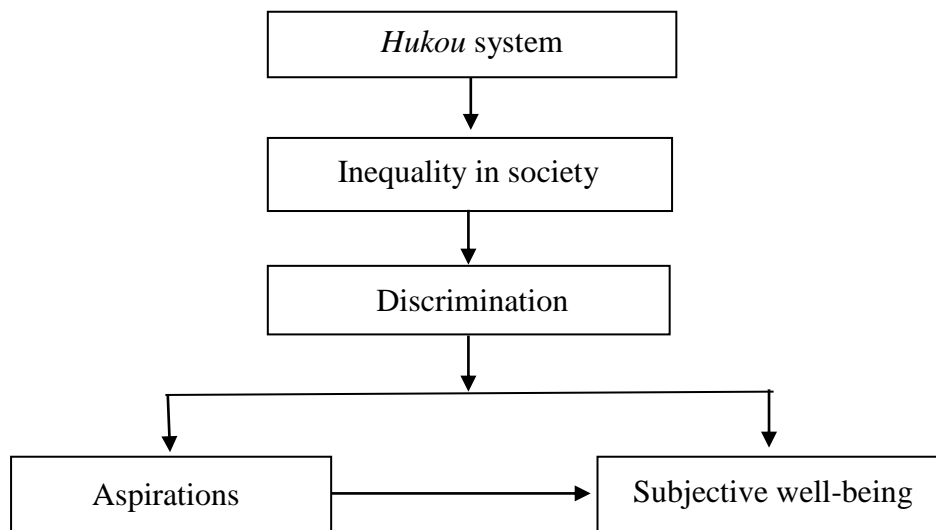 Hukou system
Inequality in society
Discrimination
Aspirations
Subjective well-being